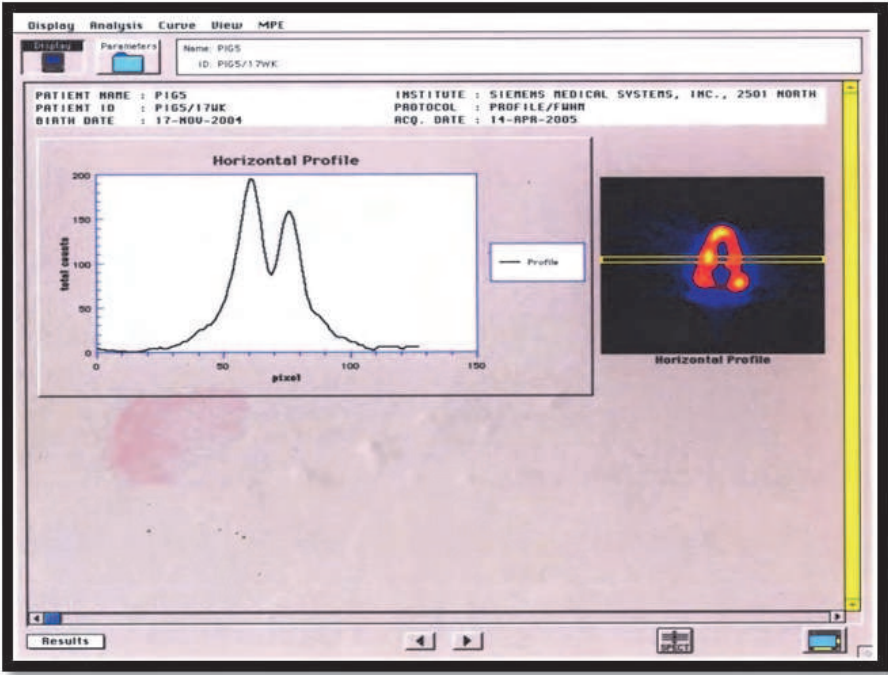 Display Analysis Curve View MPE
Display
Parameters
Name: PIG5
ID: PIG5/17WK
PATIENT NAME : PIG5
PATIENT ID : PIG5/17WK
BIRTH DATE : 17-NOV-2004
INSTITUTE : SIEMENS MEDICAL SYSTEMS, INC., 2501 NORTH
PROTOCOL : PROFILE/FWHM
ACQ. DATE : 14-APR-2005
Horizontal Profile
total counts
200
150
100
50
0
0 50 100 150
pixel
Profile
Horizontal Profile
Results
SPECT